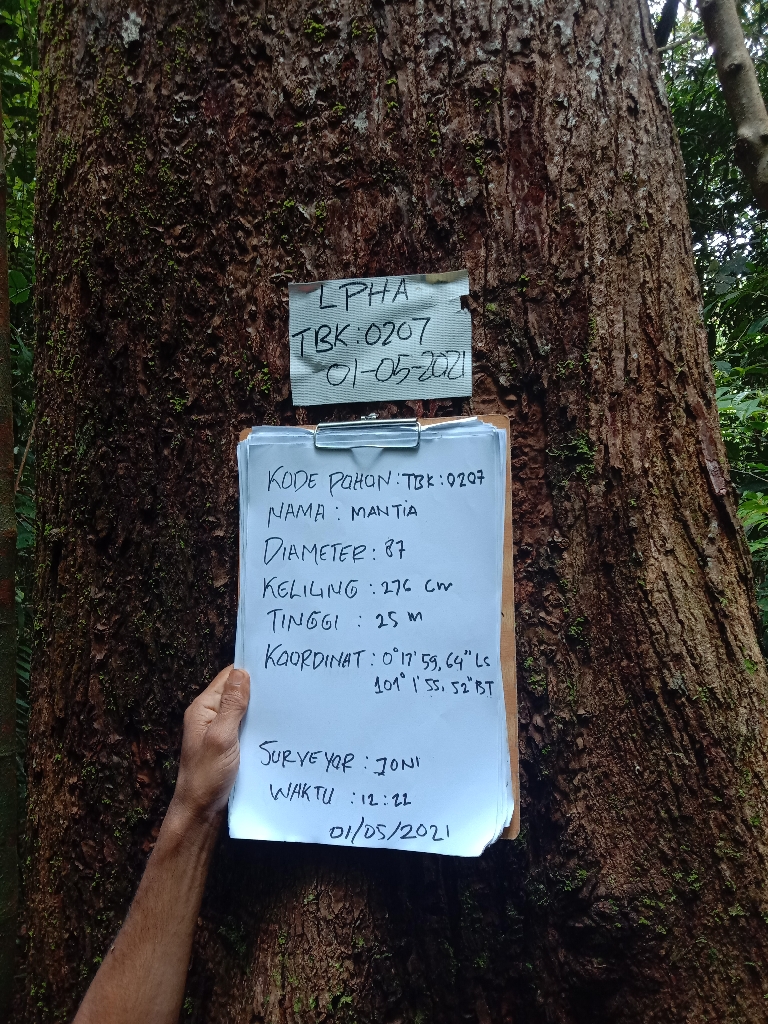 LPHA
TBK:0207
01-05-2021
KODE POHON : TBK:0207
NAMA : MANTIA
DIAMETER : 87
KELILING : 276 Cm
TINGGI : 25 M
KOORDINAT : 0°17'59,64" LS
101°1'55,52" BT
SURVEYOR : JONI
WAKTU : 12:22
01/05/2021